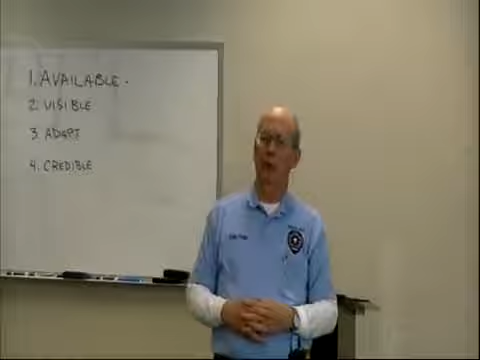 1. AVAILABLE.
2. VISIBLE
3. ADAPT
4. CREDIBLE